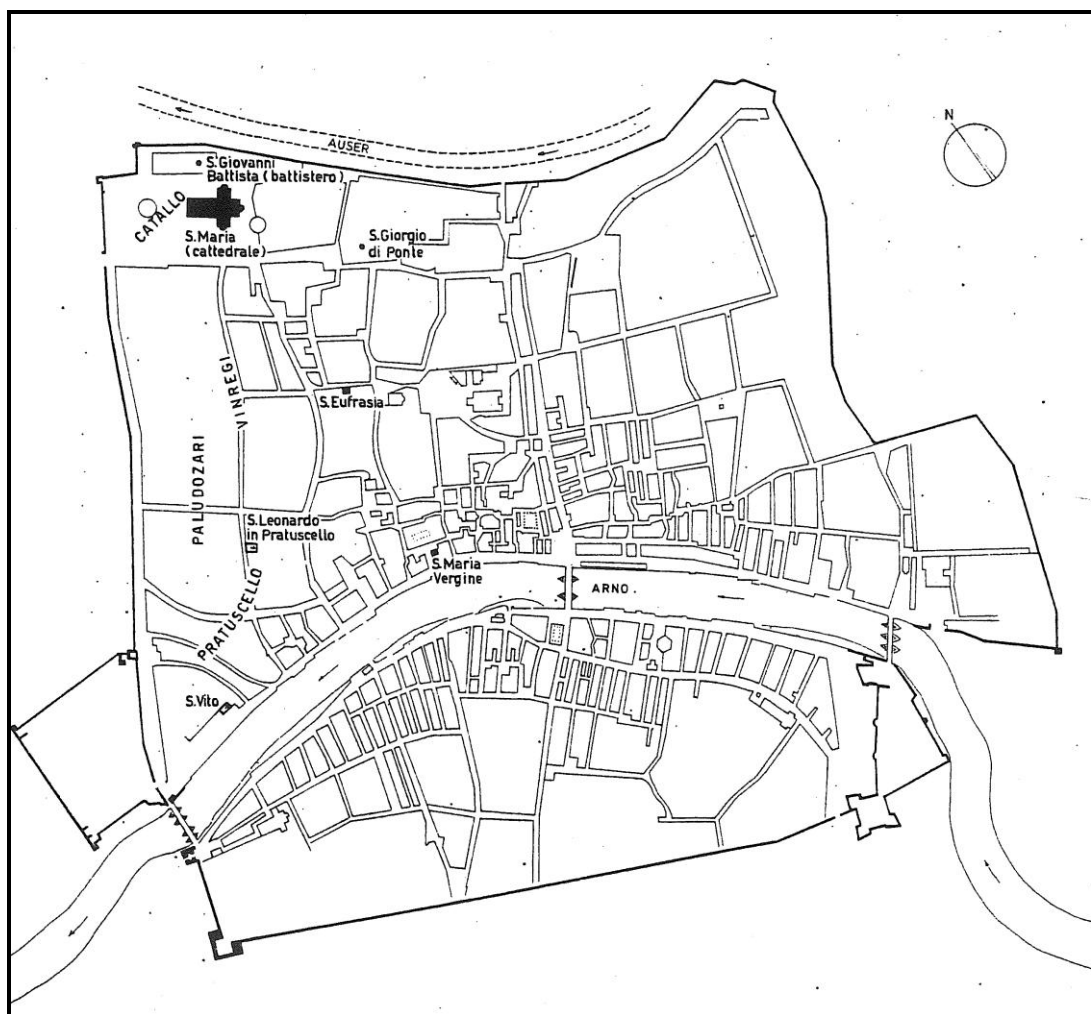 AUSER
N
S.Giovanni
Battista (battistero)
CATALLO
S.Maria
(cattedrale)
S.Giorgio
di Ponte
VINREGI
S.Eufrasia
PALUDOZARI
S.Leonardo
in Pratuscello
S.Maria
Vergine
PRATUSCELLO
ARNO.
S.Vito